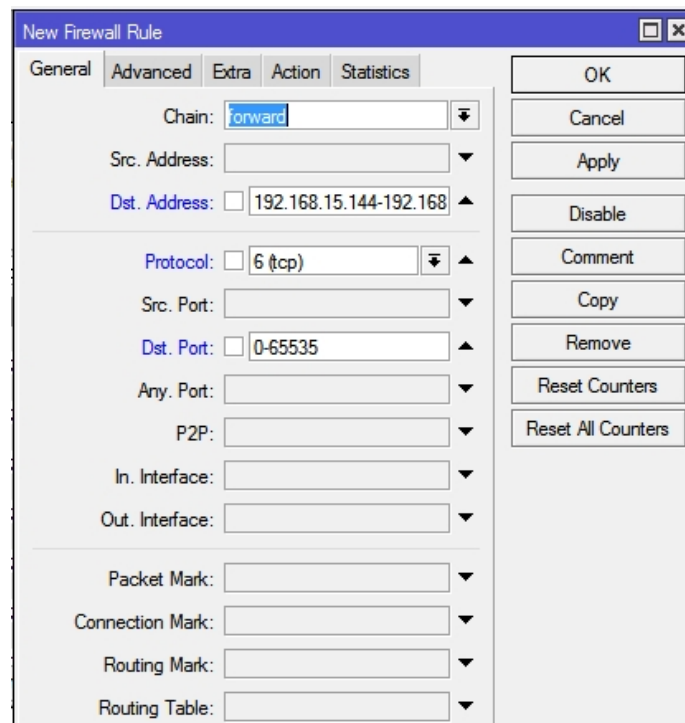 New Firewall Rule
General Advanced Extra Action Statistics
Chain: forward
Src. Address:
Dst. Address: 192.168.15.144-192.168
Protocol: 6 (tcp)
Src. Port:
Dst. Port: 0-65535
Any. Port:
P2P:
In. Interface:
Out. Interface:
Packet Mark:
Connection Mark:
Routing Mark:
Routing Table:
OK
Cancel
Apply
Disable
Comment
Copy
Remove
Reset Counters
Reset All Counters